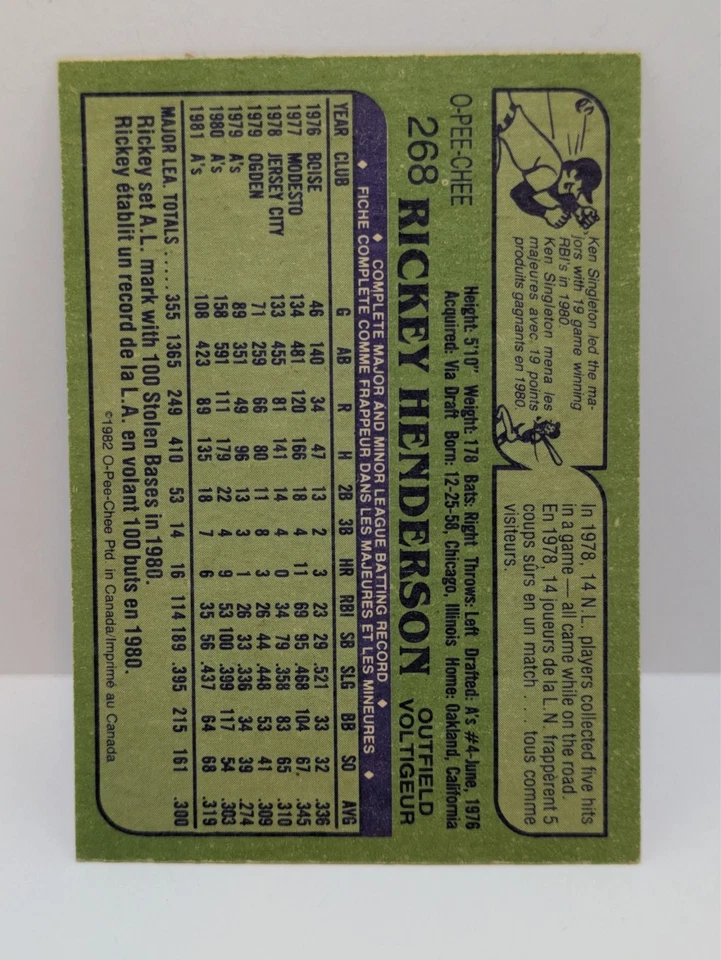 Ken Singleton led the ma-
jors with 19 game winning
RBI's in 1980.
Ken Singleton mena les
majeures avec 19 points
produits gagnants en 1980.
In 1978, 14 N.L. players collected five hits
in a game — all came while on the road.
En 1978, 14 joueurs de la L.N. frappèrent 5
coups sûrs en un match . . . tous comme
visiteurs.
O-PEE-CHEE
268 RICKEY HENDERSON
OUTFIELD
VOLTIGEUR
Height: 5'10" Weight: 178 Bats: Right Throws: Left Drafted: A's #4-June, 1976
Acquired: Via Draft Born: 12-25-58, Chicago, Illinois Home: Oakland, California
♦ COMPLETE MAJOR AND MINOR LEAGUE BATTING RECORD ♦
♦ FICHE COMPLÈTE COMME FRAPPEUR DANS LES MAJEURES ET LES MINEURES ♦
YEAR CLUB G AB R H 2B 3B HR RBI SB SLG BB SO AVG
1976 BOISE 46 140 34 47 13 2 3 23 29 .521 33 32 .336
1977 MODESTO 134 481 120 166 18 4 11 69 95 .468 104 67 .345
1978 JERSEY CITY 133 455 81 141 14 4 0 34 79 .358 83 65 .310
1979 OGDEN 71 259 66 80 11 8 3 26 44 .448 53 41 .309
1979 A's 89 351 49 96 13 3 1 26 33 .336 34 39 .274
1980 A's 158 591 111 179 22 4 9 53 100 .399 117 54 .303
1981 A's 108 423 89 135 18 7 6 35 56 .437 64 68 .319
MAJOR LEA. TOTALS ...... 355 1365 249 410 53 14 16 114 189 .395 215 161 .300
Rickey set A.L. mark with 100 Stolen Bases in 1980.
Rickey établit un record de la L.A. en volant 100 buts en 1980.
©1982 O-Pee-Chee Ptd. in Canada/Imprimé au Canada